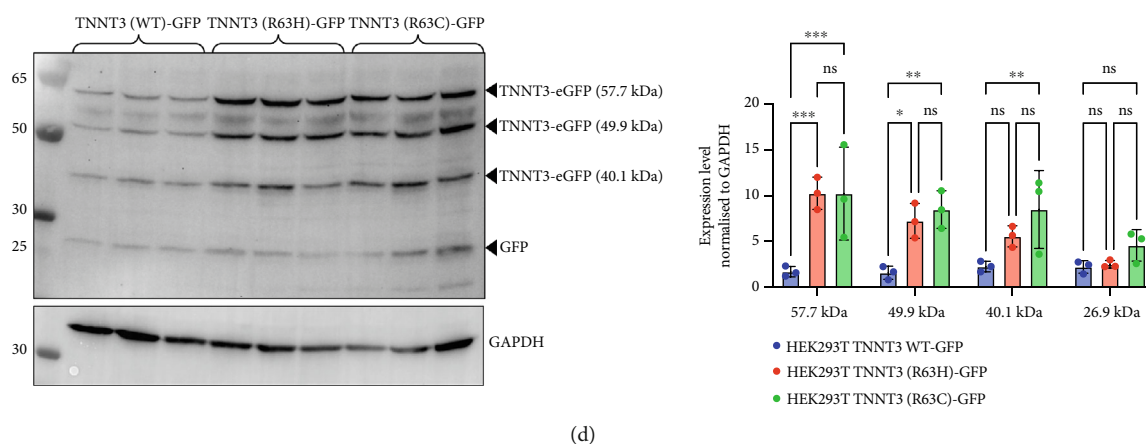 TNNT3 (WT)-GFP TNNT3 (R63H)-GFP TNNT3 (R63C)-GFP
65
50
30
25
TNNT3-eGFP (57.7 kDa)
TNNT3-eGFP (49.9 kDa)
TNNT3-eGFP (40.1 kDa)
GFP
30
GAPDH
Expression level
normalised to GAPDH
20
15
10
5
0
***
ns
***
**
* ns
**
ns ns
ns
ns ns
57.7 kDa 49.9 kDa 40.1 kDa 26.9 kDa
HEK293T TNNT3 WT-GFP
HEK293T TNNT3 (R63H)-GFP
HEK293T TNNT3 (R63C)-GFP
(d)